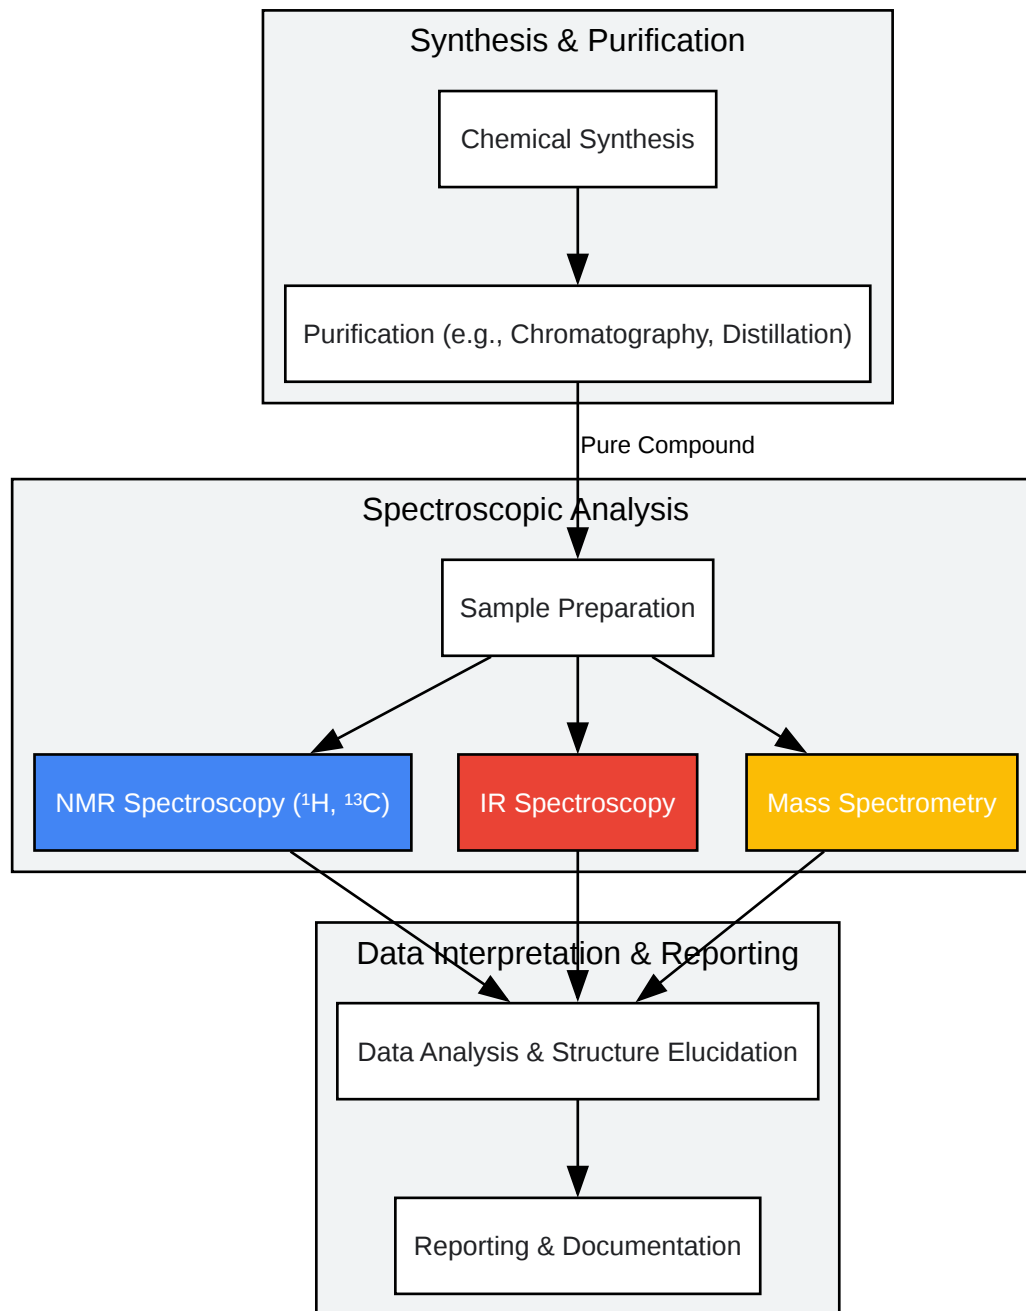 Synthesis & Purification
Chemical Synthesis
Purification (e.g., Chromatography, Distillation)
Pure Compound
Spectroscopic Analysis
Sample Preparation
NMR Spectroscopy (¹H, ¹³C)
IR Spectroscopy
Mass Spectrometry
Data Interpretation & Reporting
Data Analysis & Structure Elucidation
Reporting & Documentation